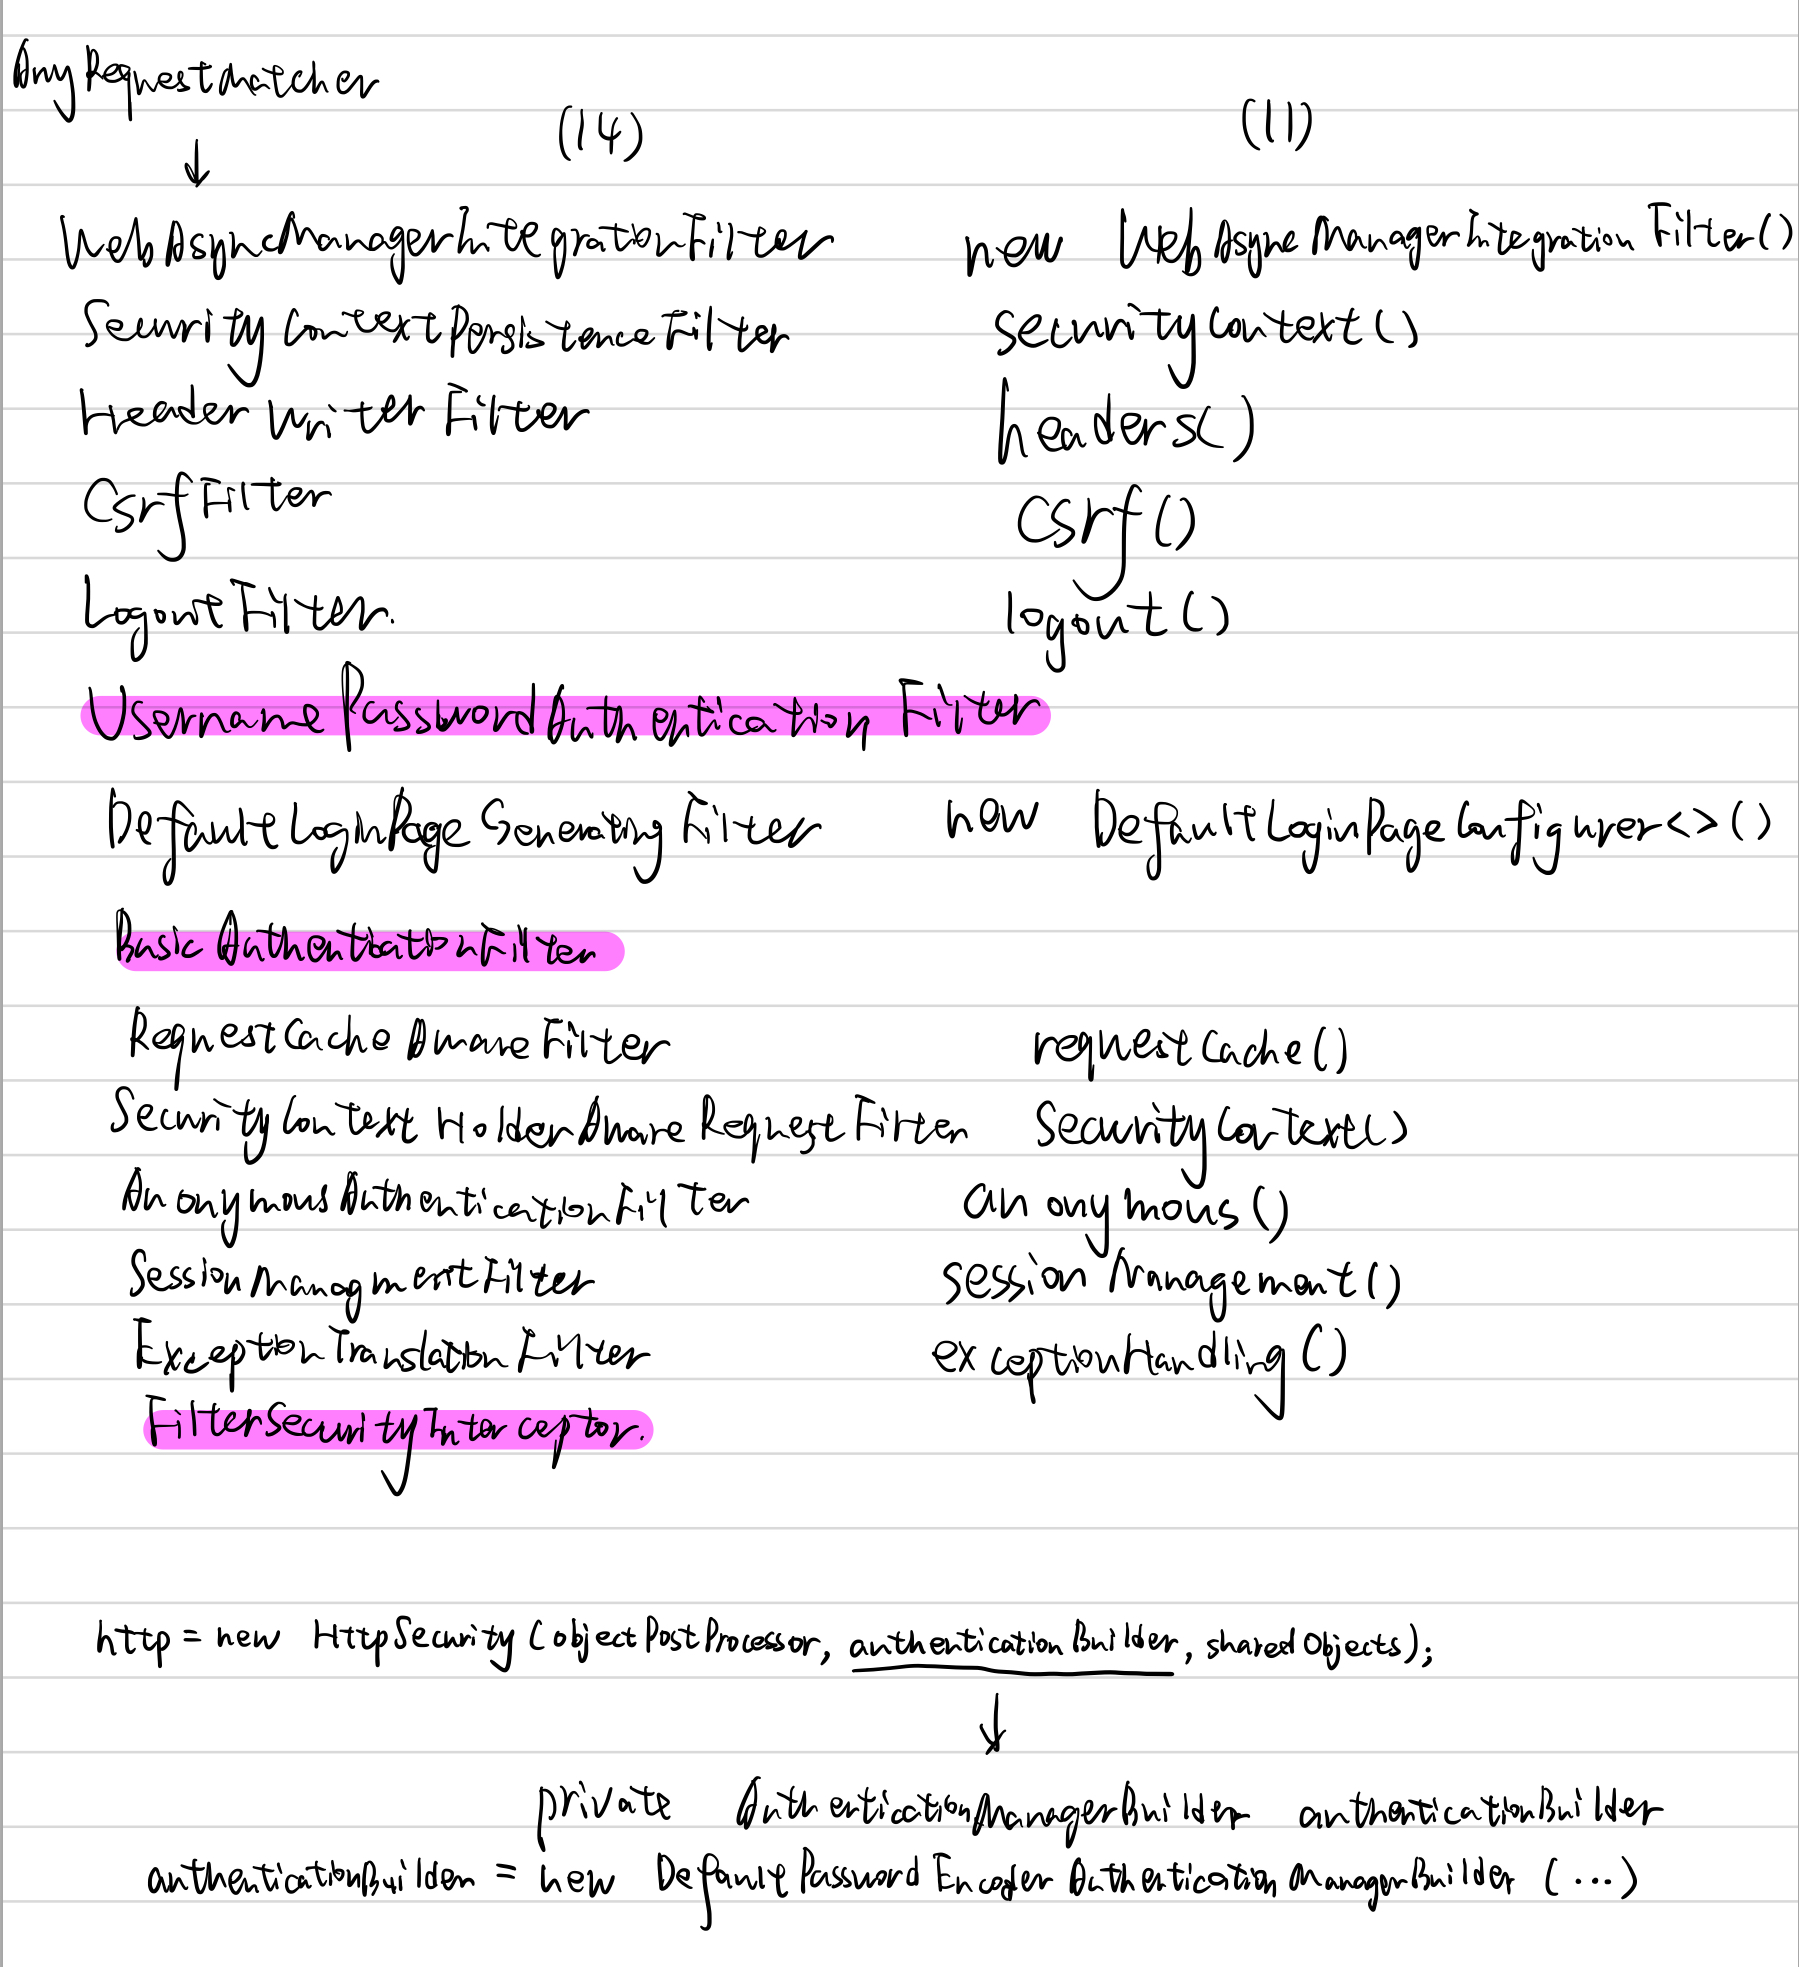 AnyRequestMatcher
(14) (11)
↓
WebAsyncManagerIntegrationFilter new WebAsyncManagerIntegrationFilter()
SecurityContextPersistenceFilter securityContext()
HeaderWriterFilter headers()
CsrfFilter csrf()
LogoutFilter. logout()
UsernamePasswordAuthenticationFilter
DefaultLoginPageGeneratingFilter new DefaultLoginPageConfigurer<>()
BasicAuthenticationFilter
RequestCacheAwareFilter requestCache()
SecurityContextHolderAwareRequestFilter SecurityContext()
AnonymousAuthenticationFilter anonymous()
SessionManagmentFilter sessionManagement()
ExceptionTranslationFilter exceptionHandling()
FilterSecurityInterceptor.
http = new HttpSecurity (objectPostProcessor, authenticationBuilder, sharedObjects);
↓
private AuthenticationManagerBuilder authenticationBuilder
authenticationBuilder = new DefaultPasswordEncoderAuthenticationManagerBuilder (...)